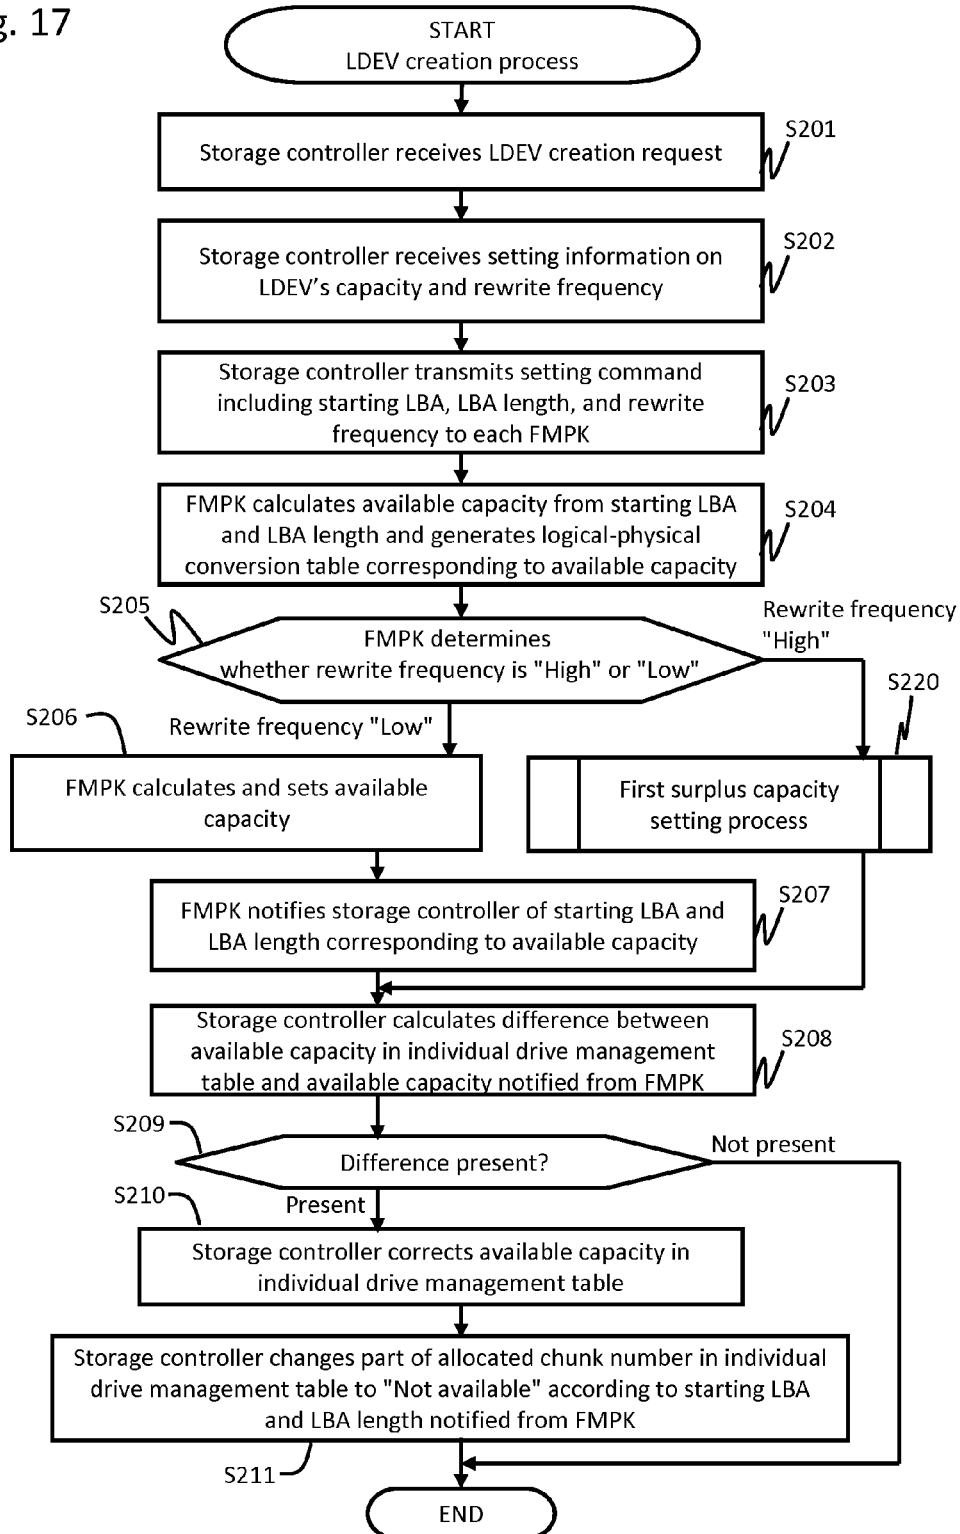 g. 17
START
LDEV creation process
S201
Storage controller receives LDEV creation request
S202
Storage controller receives setting information on
LDEV's capacity and rewrite frequency
S203
Storage controller transmits setting command
including starting LBA, LBA length, and rewrite
frequency to each FMPK
S204
FMPK calculates available capacity from starting LBA
and LBA length and generates logical-physical
conversion table corresponding to available capacity
S205
FMPK determines
whether rewrite frequency is "High" or "Low"
Rewrite frequency
"High"
S220
S206
Rewrite frequency "Low"
FMPK calculates and sets available
capacity
First surplus capacity
setting process
S207
FMPK notifies storage controller of starting LBA and
LBA length corresponding to available capacity
S208
Storage controller calculates difference between
available capacity in individual drive management
table and available capacity notified from FMPK
S209
Difference present?
Not present
S210
Present
Storage controller corrects available capacity in
individual drive management table
Storage controller changes part of allocated chunk number in individual
drive management table to "Not available" according to starting LBA
and LBA length notified from FMPK
S211
END